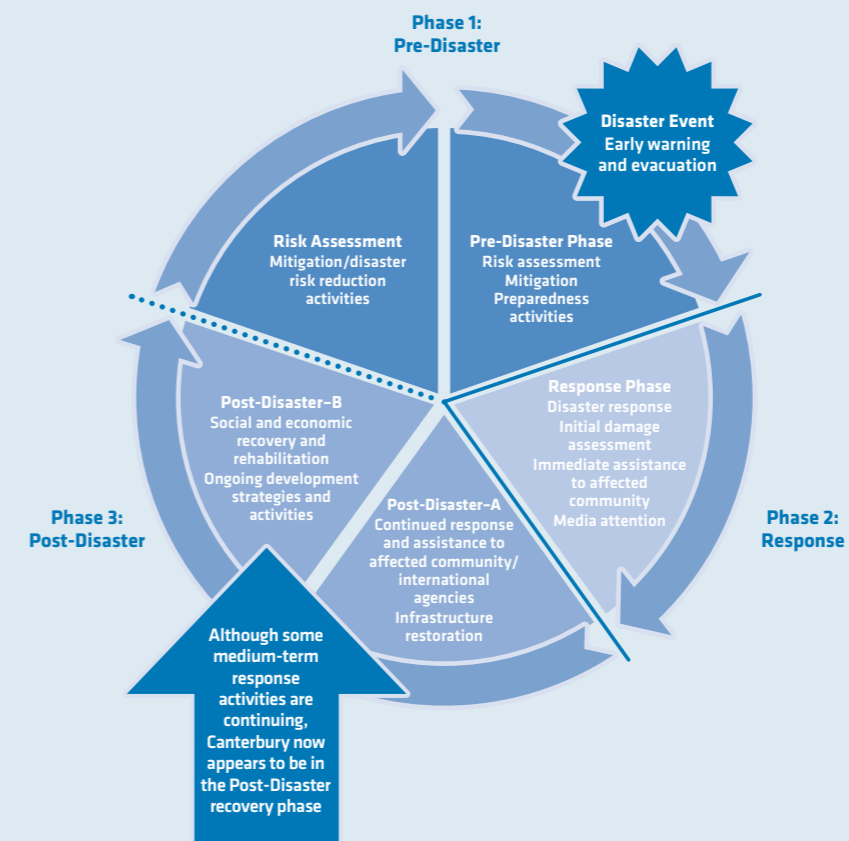 Phase 1:
Pre-Disaster
Disaster Event
Early warning
and evacuation
Risk Assessment
Mitigation/disaster
risk reduction
activities
Pre-Disaster Phase
Risk assessment
Mitigation
Preparedness
activities
Response Phase
Disaster response
Initial damage
assessment
Immediate assistance
to affected
community
Media attention
Phase 2:
Response
Post-Disaster–A
Continued response
and assistance to
affected community/
international
agencies
Infrastructure
restoration
Post-Disaster–B
Social and economic
recovery and
rehabilitation
Ongoing development
strategies and
activities
Phase 3:
Post-Disaster
Although some
medium-term
response
activities are
continuing,
Canterbury now
appears to be in
the Post-Disaster
recovery phase